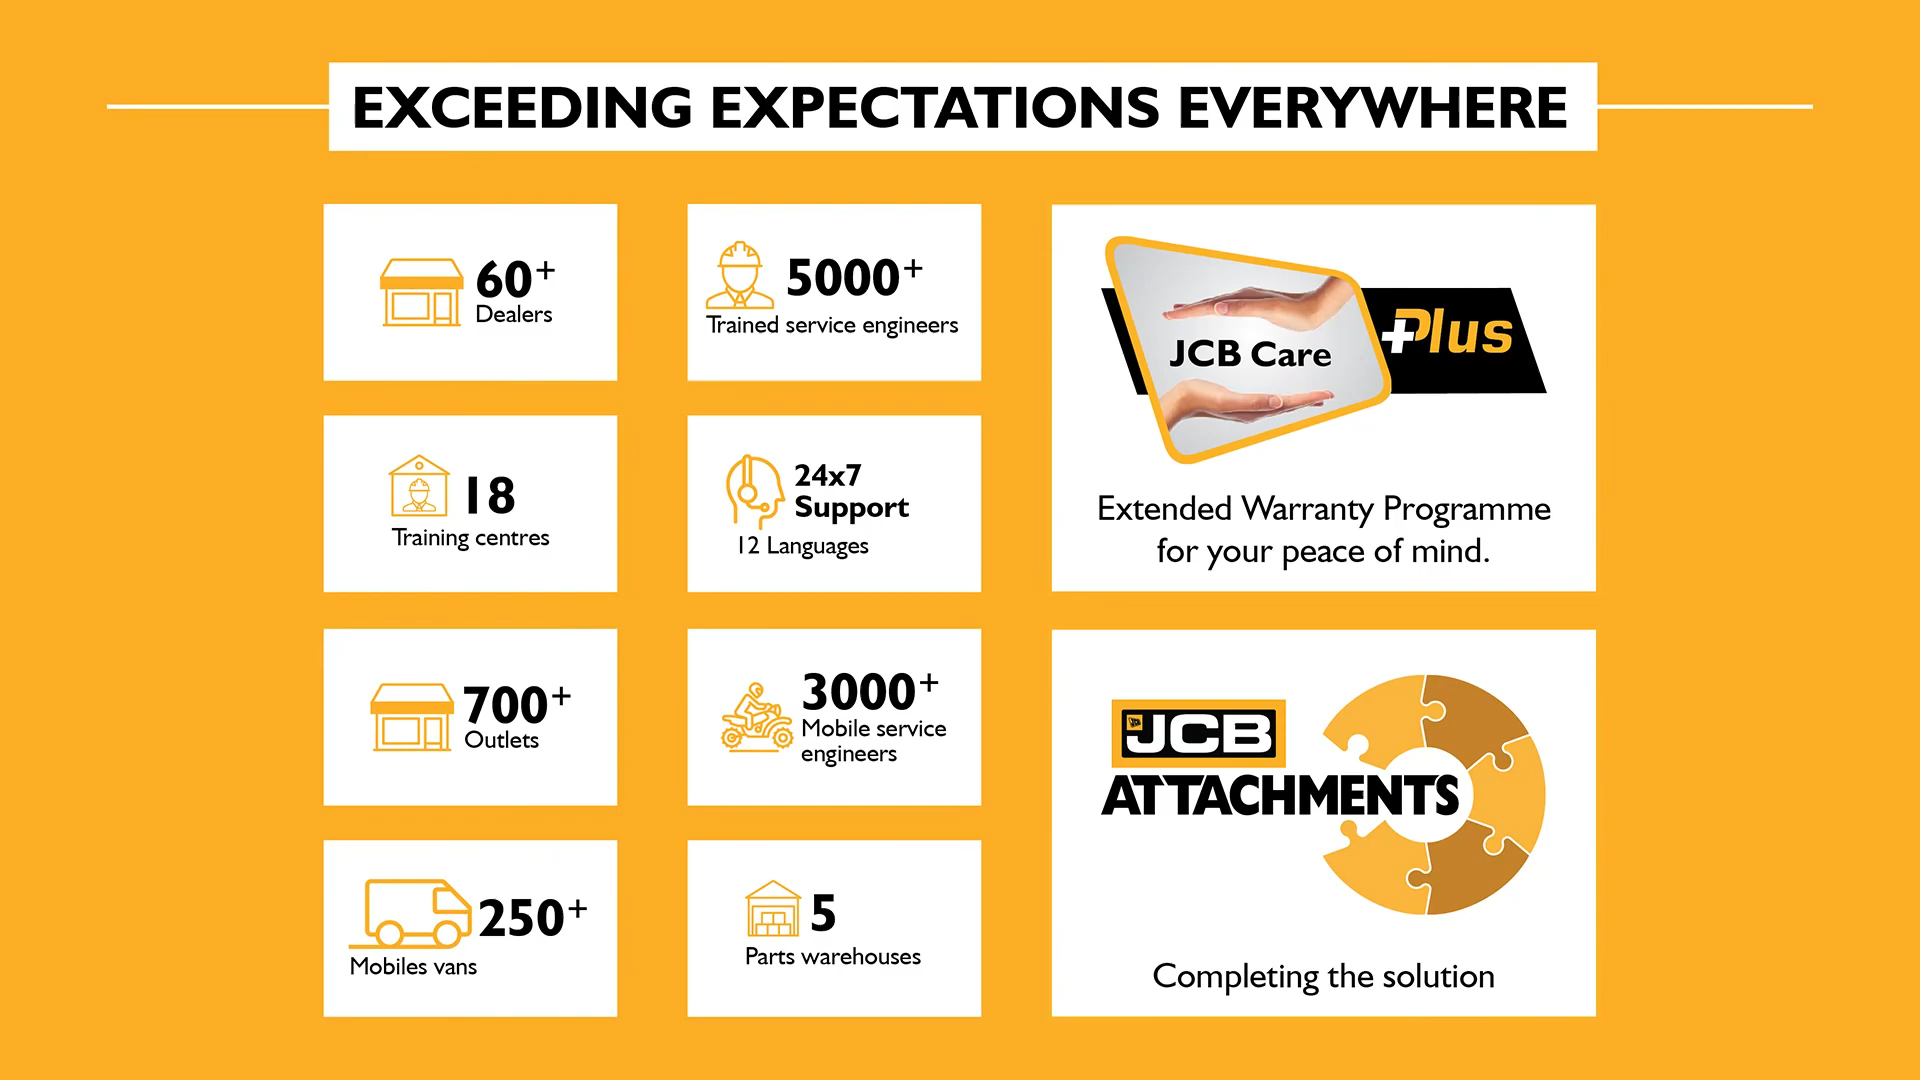 EXCEEDING EXPECTATIONS EVERYWHERE
60+
Dealers
5000+
Trained service engineers
18
Training centres
24x7
Support
12 Languages
700+
Outlets
3000+
Mobile service
engineers
250+
Mobiles vans
5
Parts warehouses
JCB Care
+Plus
Extended Warranty Programme
for your peace of mind.
JCB
ATTACHMENTS
Completing the solution